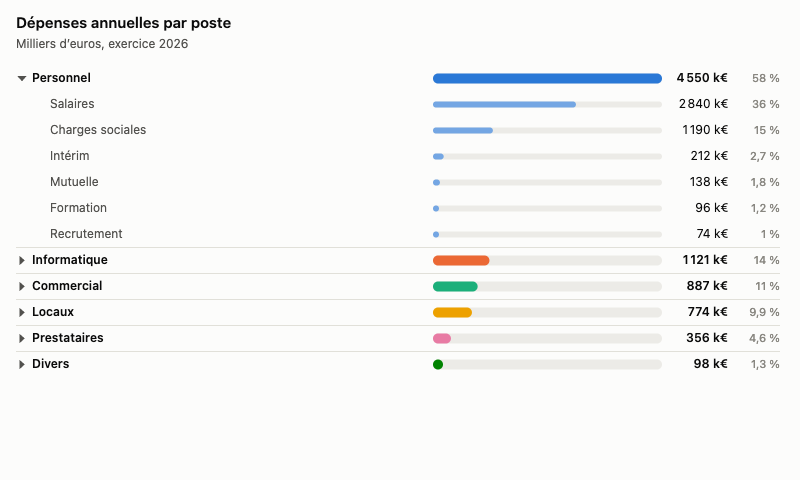 Dépenses annuelles par poste
Milliers d’euros, exercice 2026
Personnel 4 550 k€ 58 %
Salaires 2 840 k€ 36 %
Charges sociales 1 190 k€ 15 %
Intérim 212 k€ 2,7 %
Mutuelle 138 k€ 1,8 %
Formation 96 k€ 1,2 %
Recrutement 74 k€ 1 %
Informatique 1 121 k€ 14 %
Commercial 887 k€ 11 %
Locaux 774 k€ 9,9 %
Prestataires 356 k€ 4,6 %
Divers 98 k€ 1,3 %